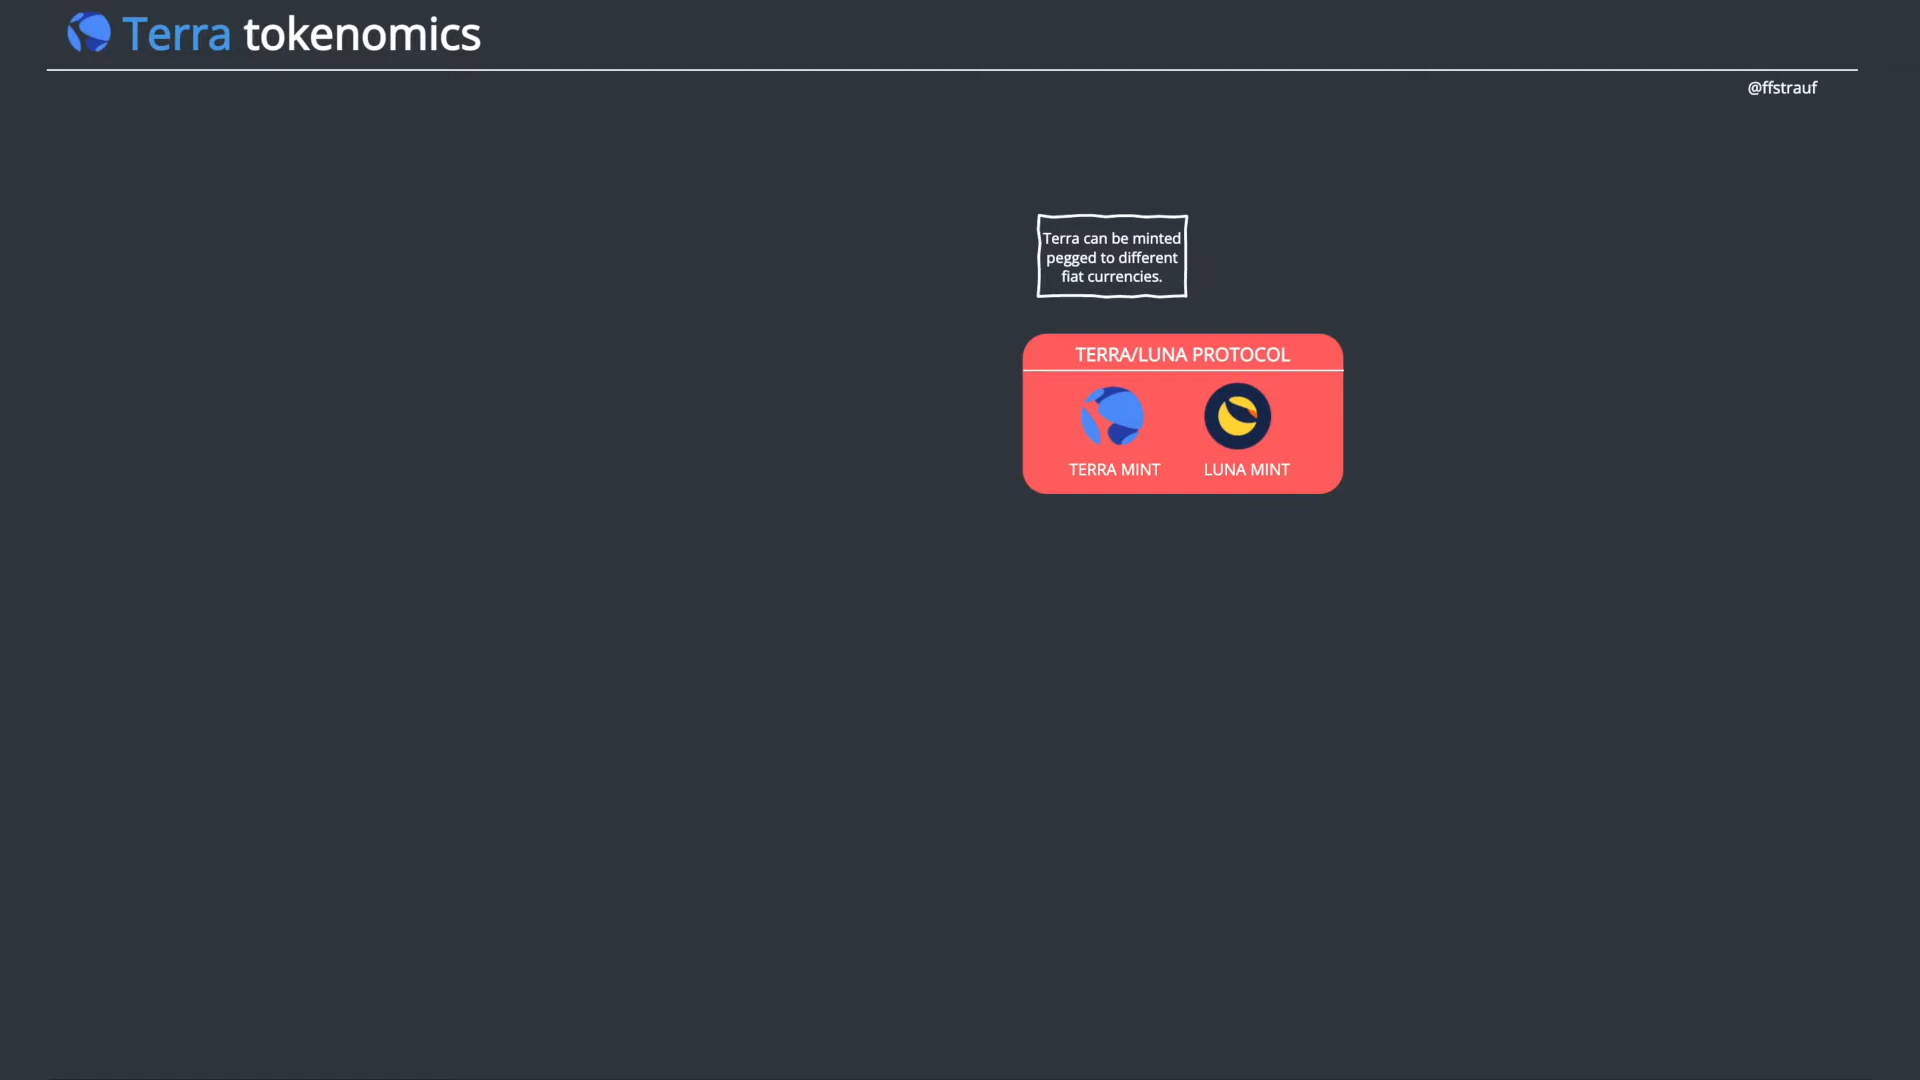 Terra tokenomics
@ffstrauf
Terra can be minted
pegged to different
fiat currencies.
TERRA/LUNA PROTOCOL
TERRA MINT
LUNA MINT